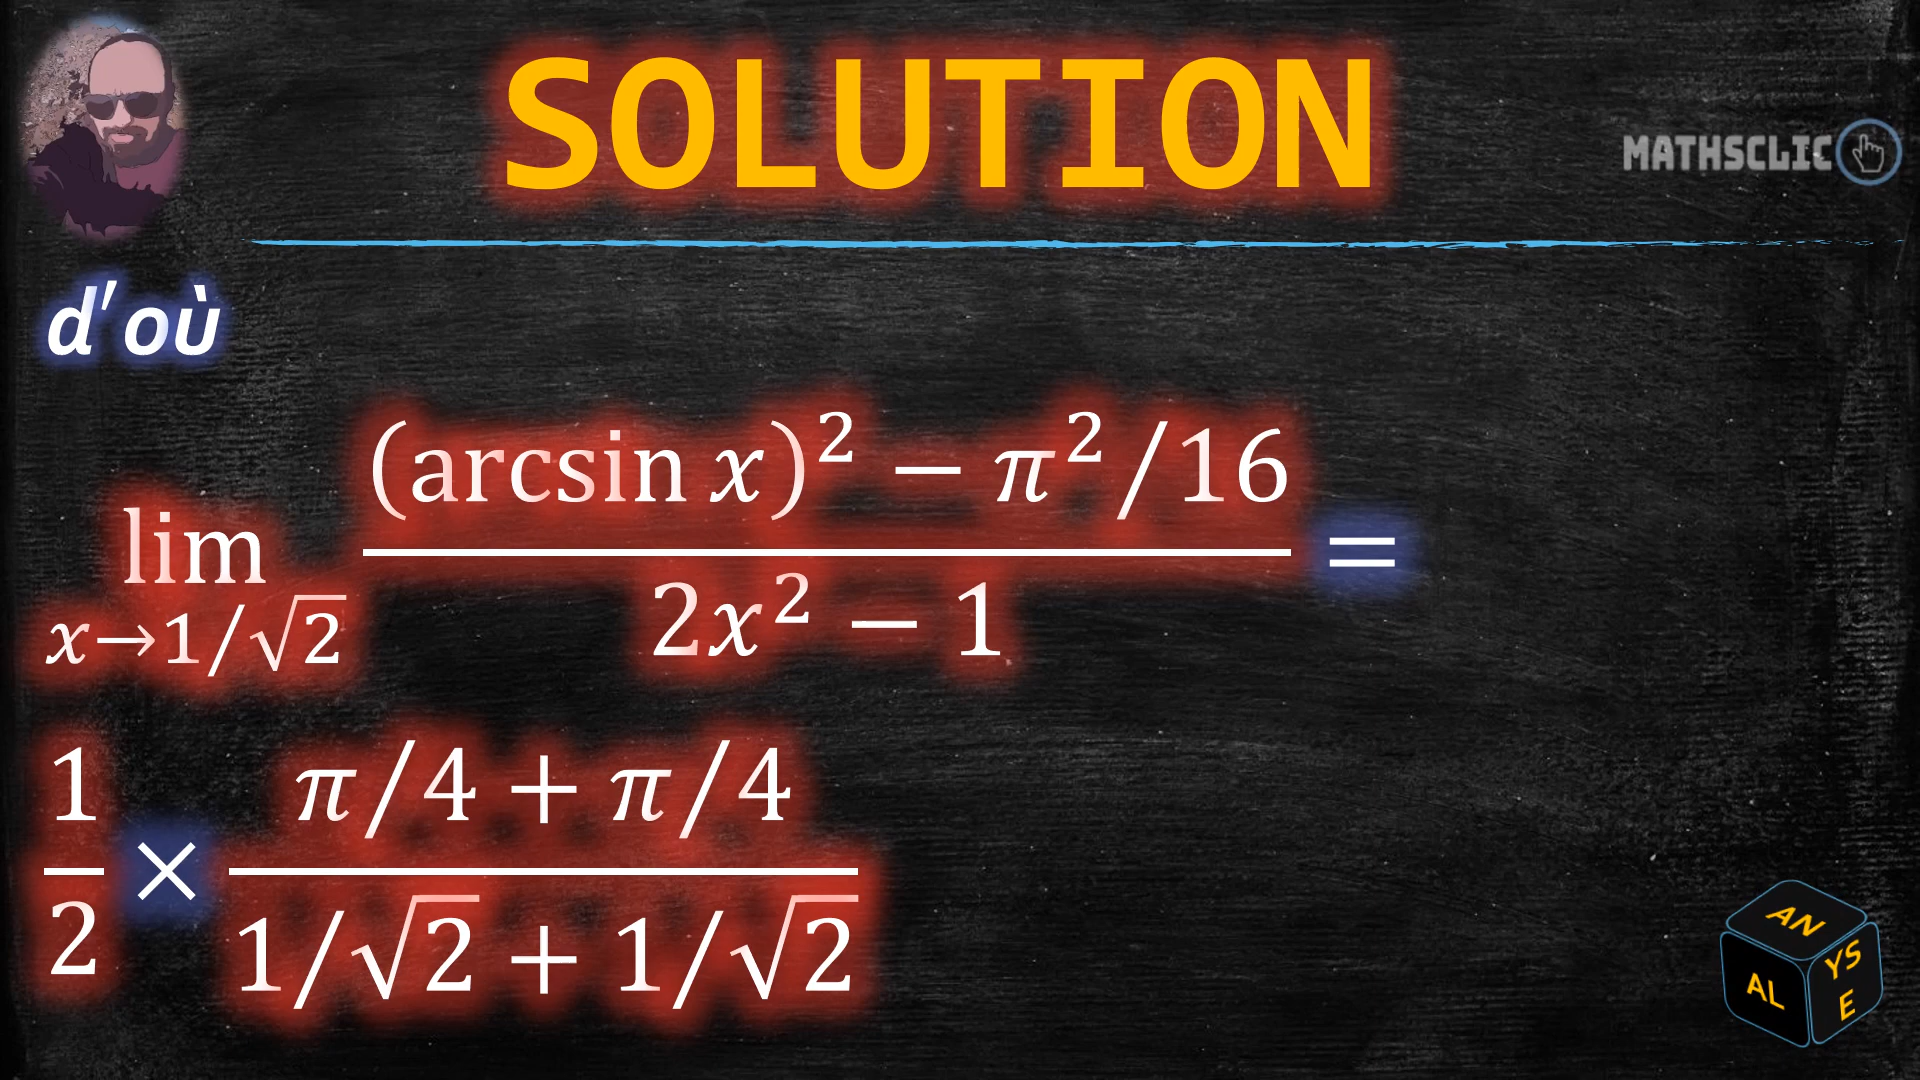 SOLUTION
MATHSCLIC
d'où
lim x→1/√2 ((arcsin x)² − π²/16)/(2x² − 1) =
1/2 × (π/4 + π/4)/(1/√2 + 1/√2)
AN
AL
YS
E